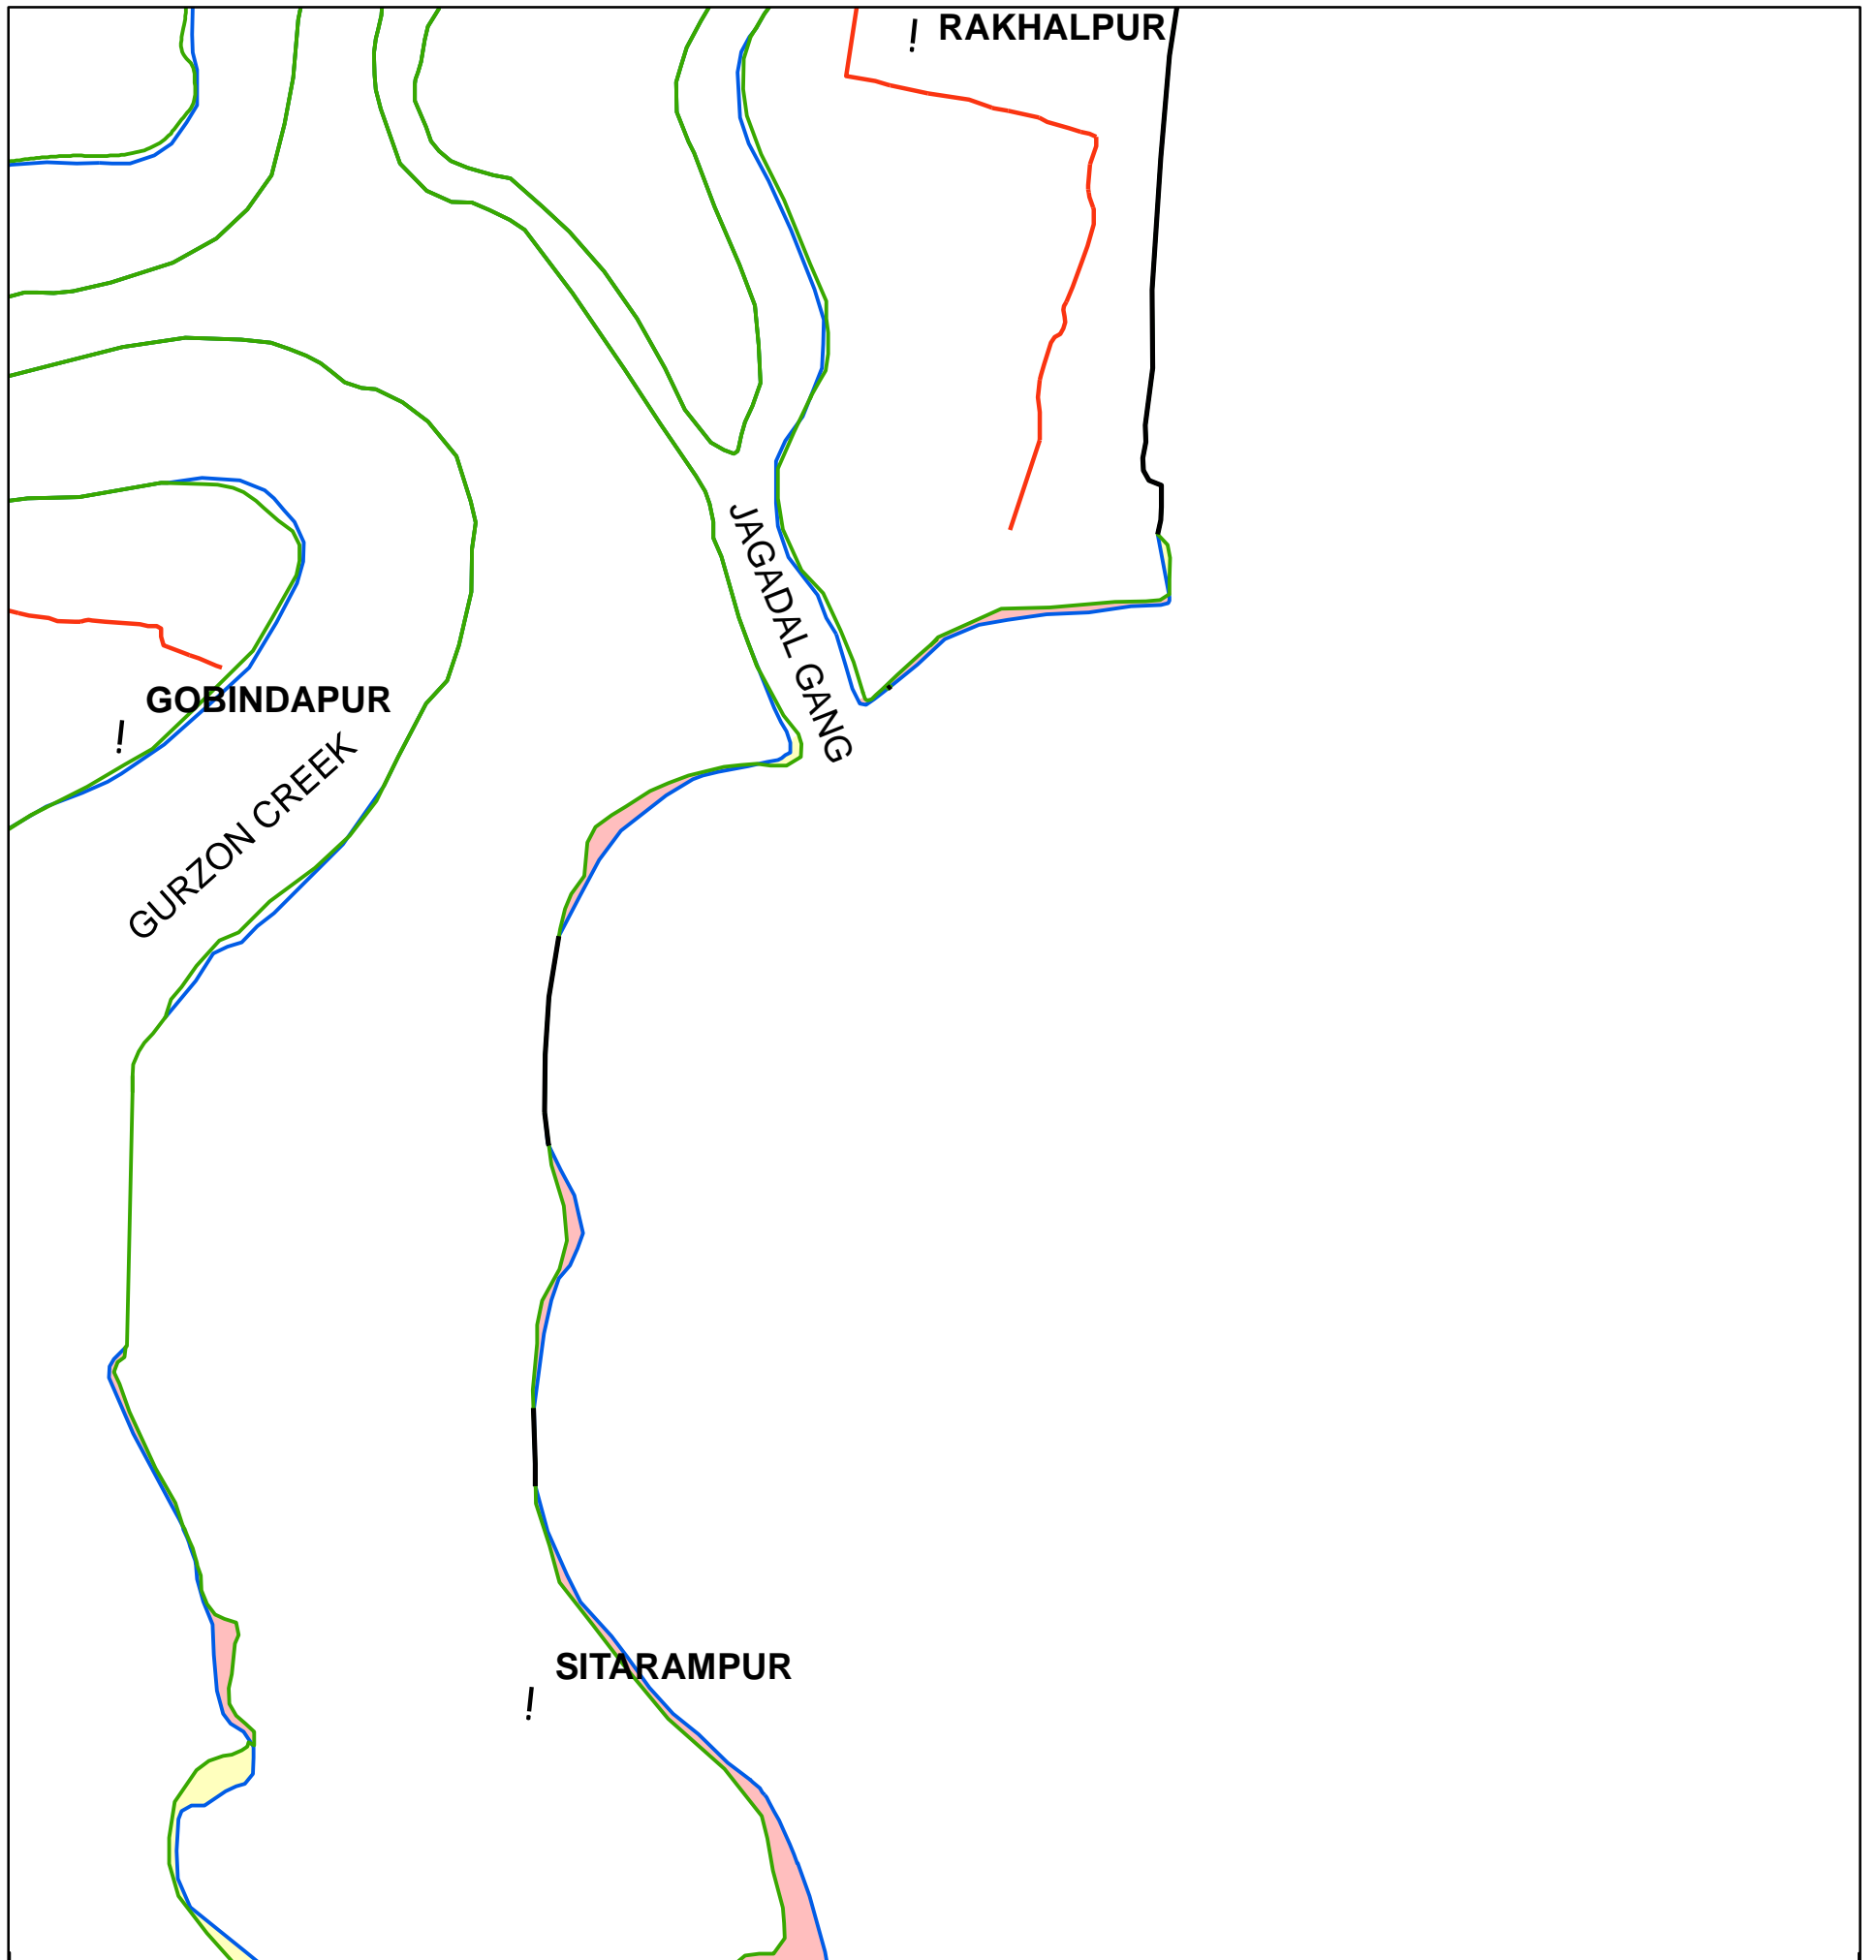 ! RAKHALPUR
JAGADAL GANG
GOBINDAPUR
!
GURZON CREEK
SITARAMPUR
!